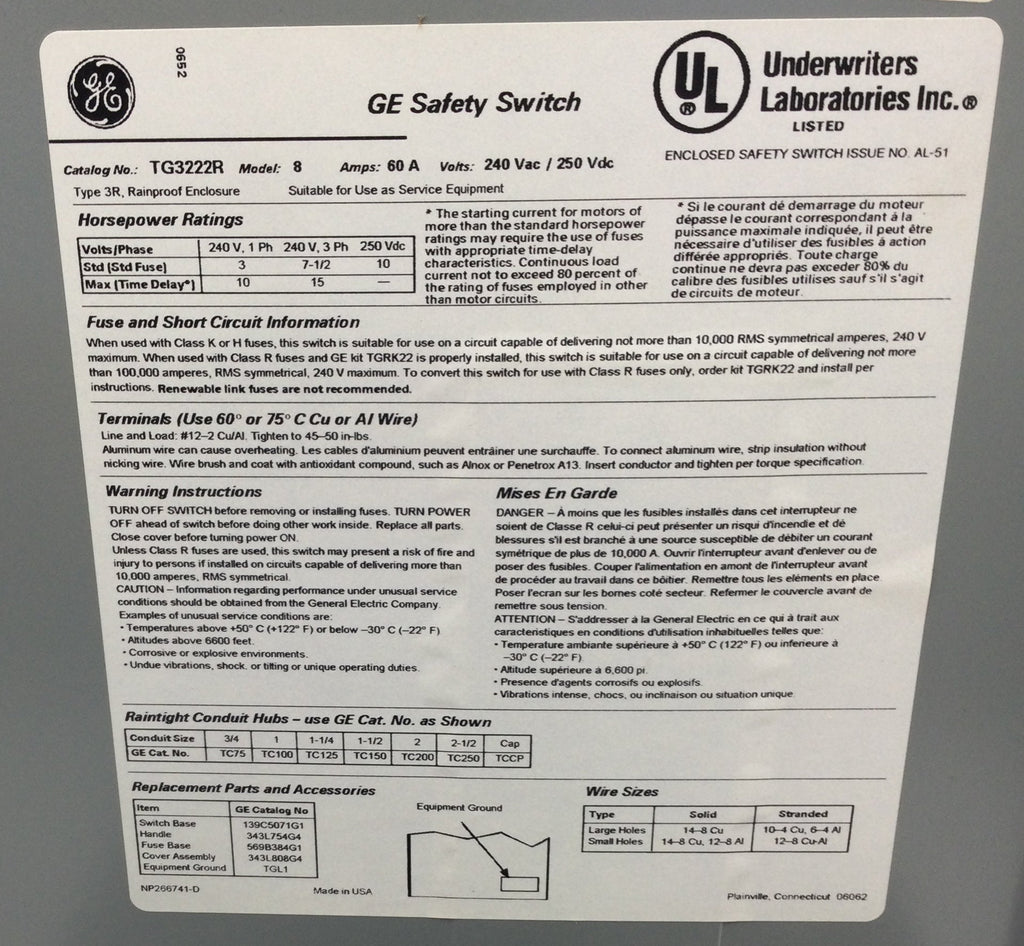 GE
0652
GE Safety Switch
UL ®
Underwriters
Laboratories Inc.®
LISTED
ENCLOSED SAFETY SWITCH ISSUE NO. AL-51
Catalog No.: TG3222R Model: 8 Amps: 60 A Volts: 240 Vac / 250 Vdc
Type 3R, Rainproof Enclosure Suitable for Use as Service Equipment
Horsepower Ratings
Volts/Phase 240 V, 1 Ph 240 V, 3 Ph 250 Vdc
Std (Std Fuse) 3 7-1/2 10
Max (Time Delay*) 10 15 —
* The starting current for motors of
more than the standard horsepower
ratings may require the use of fuses
with appropriate time-delay
characteristics. Continuous load
current not to exceed 80 percent of
the rating of fuses employed in other
than motor circuits.
* Si le courant dé demarrage du moteur
dépasse le courant correspondant á la
puissance maximale indiquée, il peut être
nécessaire d'utiliser des fusibles á action
différée appropriés. Toute charge
continue ne devra pas exceder 80% du
calibre des fusibles utilises sauf s'il s'agit
de circuits de moteur.
Fuse and Short Circuit Information
When used with Class K or H fuses, this switch is suitable for use on a circuit capable of delivering not more than 10,000 RMS symmetrical amperes, 240 V
maximum. When used with Class R fuses and GE kit TGRK22 is properly installed, this switch is suitable for use on a circuit capable of delivering not more
than 100,000 amperes, RMS symmetrical, 240 V maximum. To convert this switch for use with Class R fuses only, order kit TGRK22 and install per
instructions. Renewable link fuses are not recommended.
Terminals (Use 60° or 75° C Cu or Al Wire)
Line and Load: #12–2 Cu/Al. Tighten to 45–50 in-lbs.
Aluminum wire can cause overheating. Les cables d'aluminium peuvent entràiner une surchauffe. To connect aluminum wire, strip insulation without
nicking wire. Wire brush and coat with antioxidant compound, such as Alnox or Penetrox A13. Insert conductor and tighten per torque specification.
Warning Instructions
TURN OFF SWITCH before removing or installing fuses. TURN POWER
OFF ahead of switch before doing other work inside. Replace all parts.
Close cover before turning power ON.
Unless Class R fuses are used, this switch may present a risk of fire and
injury to persons if installed on circuits capable of delivering more than
10,000 amperes, RMS symmetrical.
CAUTION – Information regarding performance under unusual service
conditions should be obtained from the General Electric Company.
Examples of unusual service conditions are:
• Temperatures above +50° C (+122° F) or below –30° C (–22° F)
• Altitudes above 6600 feet.
• Corrosive or explosive environments.
• Undue vibrations, shock, or tilting or unique operating duties.
Mises En Garde
DANGER – À moins que les fusibles installés dans cet interrupteur ne
soient de Classe R celui-ci peut présenter un risqui d'incendie et dé
blessures s'il est branché à une source susceptible de débiter un courant
symétrique de plus de 10,000 A. Ouvrir l'interrupteur avant d'enlever ou de
poser des fusibles. Couper l'alimentation en amont de l'interrupteur avant
de procéder au travail dans ce bôitier. Remettre tous les eléments en place.
Poser l'ecran sur les bornes coté secteur. Refermer le couvercle avant de
remettre sous tension.
ATTENTION – S'addresser à la General Electric en ce qui à trait aux
caracteristiques en conditions d'utilisation inhabituelles telles que:
• Temperature ambiante supérieure à +50° C (122° F) ou inferieure à
–30° C (–22° F)
• Altitude supérieure á 6,600 pi.
• Presence d'agents corrosifs ou explosifs.
• Vibrations intense, chocs, ou inclinaison ou situation unique.
Raintight Conduit Hubs – use GE Cat. No. as Shown
Conduit Size 3/4 1 1-1/4 1-1/2 2 2-1/2 Cap
GE Cat. No. TC75 TC100 TC125 TC150 TC200 TC250 TCCP
Replacement Parts and Accessories
Item GE Catalog No
Switch Base 139C5071G1
Handle 343L754G4
Fuse Base 569B384G1
Cover Assembly 343L808G4
Equipment Ground TGL1
NP266741-D Made in USA
Equipment Ground
Wire Sizes
Type Solid Stranded
Large Holes 14–8 Cu 10–4 Cu, 6–4 Al
Small Holes 14–8 Cu, 12–8 Al 12–8 Cu-Al
Plainville, Connecticut 06062